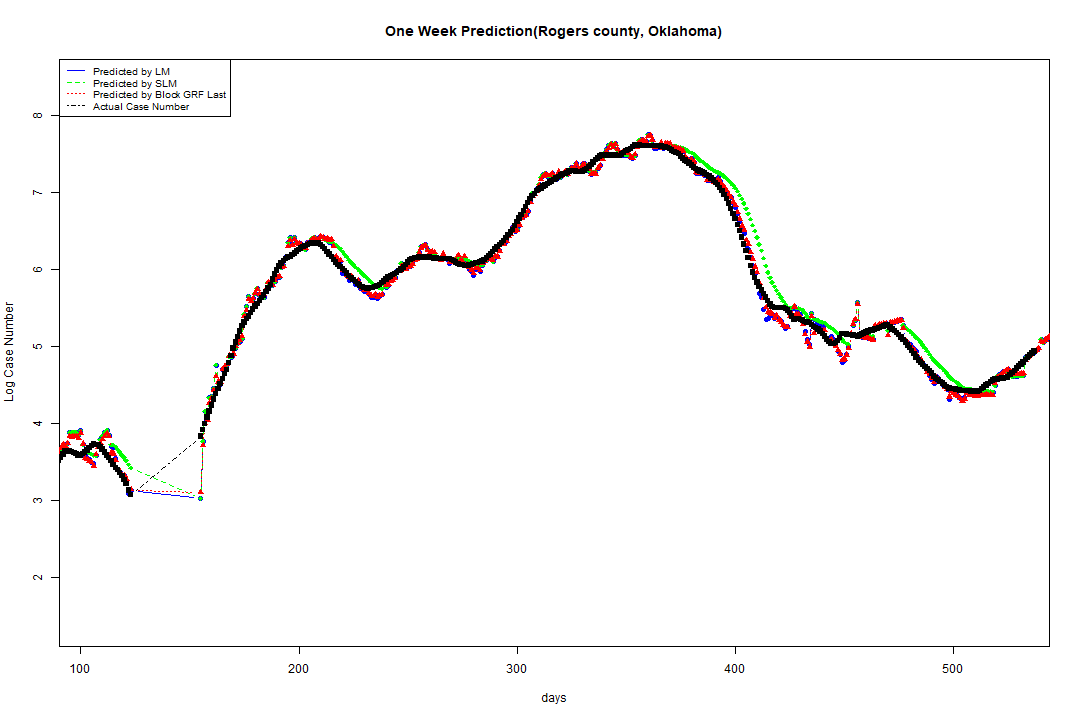 One Week Prediction(Rogers county, Oklahoma)
Predicted by LM
Predicted by SLM
Predicted by Block GRF Last
Actual Case Number
8
7
6
5
4
3
2
Log Case Number
100 200 300 400 500
days